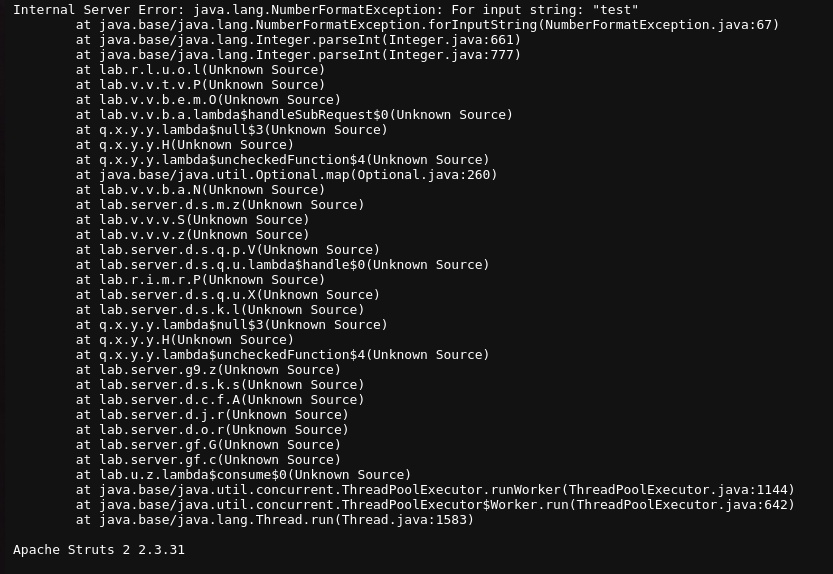 Internal Server Error: java.lang.NumberFormatException: For input string: "test"
at java.base/java.lang.NumberFormatException.forInputString(NumberFormatException.java:67)
at java.base/java.lang.Integer.parseInt(Integer.java:661)
at java.base/java.lang.Integer.parseInt(Integer.java:777)
at lab.r.l.u.o.l(Unknown Source)
at lab.v.v.t.v.P(Unknown Source)
at lab.v.v.b.e.m.O(Unknown Source)
at lab.v.v.b.a.lambda$handleSubRequest$0(Unknown Source)
at q.x.y.y.lambda$null$3(Unknown Source)
at q.x.y.y.H(Unknown Source)
at q.x.y.y.lambda$uncheckedFunction$4(Unknown Source)
at java.base/java.util.Optional.map(Optional.java:260)
at lab.v.v.b.a.N(Unknown Source)
at lab.server.d.s.m.z(Unknown Source)
at lab.v.v.v.S(Unknown Source)
at lab.v.v.v.z(Unknown Source)
at lab.server.d.s.q.p.V(Unknown Source)
at lab.server.d.s.q.u.lambda$handle$0(Unknown Source)
at lab.r.i.m.r.P(Unknown Source)
at lab.server.d.s.q.u.X(Unknown Source)
at lab.server.d.s.k.l(Unknown Source)
at q.x.y.y.lambda$null$3(Unknown Source)
at q.x.y.y.H(Unknown Source)
at q.x.y.y.lambda$uncheckedFunction$4(Unknown Source)
at lab.server.g9.z(Unknown Source)
at lab.server.d.s.k.s(Unknown Source)
at lab.server.d.c.f.A(Unknown Source)
at lab.server.d.j.r(Unknown Source)
at lab.server.d.o.r(Unknown Source)
at lab.server.gf.G(Unknown Source)
at lab.server.gf.c(Unknown Source)
at lab.u.z.lambda$consume$0(Unknown Source)
at java.base/java.util.concurrent.ThreadPoolExecutor.runWorker(ThreadPoolExecutor.java:1144)
at java.base/java.util.concurrent.ThreadPoolExecutor$Worker.run(ThreadPoolExecutor.java:642)
at java.base/java.lang.Thread.run(Thread.java:1583)
Apache Struts 2 2.3.31